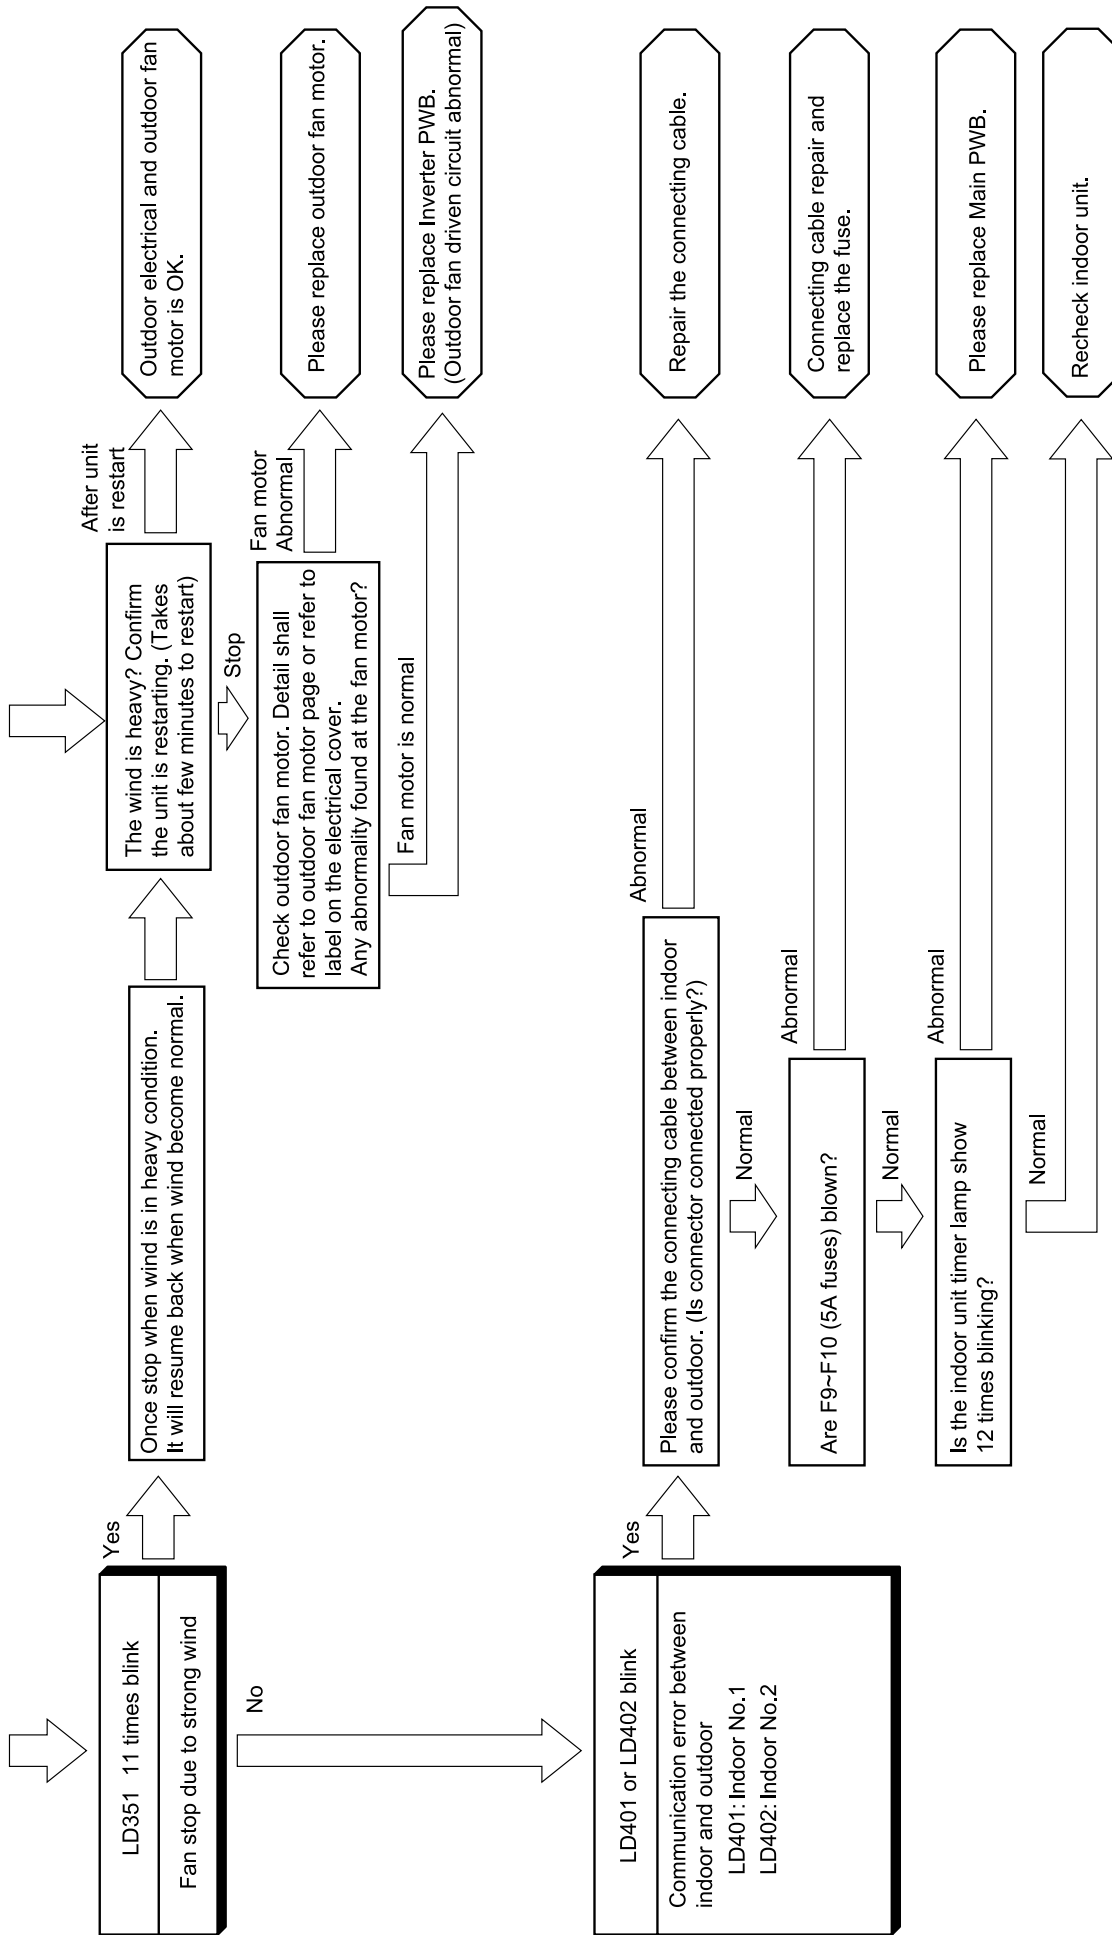 LD351  11 times blink
Fan stop due to strong wind
Yes
Once stop when wind is in heavy condition.
It will resume back when wind become normal.
The wind is heavy? Confirm
the unit is restarting. (Takes
about few minutes to restart)
After unit
is restart
Outdoor electrical and outdoor fan
motor is OK.
Stop
Check outdoor fan motor. Detail shall
refer to outdoor fan motor page or refer to
label on the electrical cover.
Any abnormality found at the fan motor?
Fan motor
Abnormal
Please replace outdoor fan motor.
Fan motor is normal
Please replace Inverter PWB.
(Outdoor fan driven circuit abnormal)
No
LD401 or LD402 blink
Communication error between
indoor and outdoor
LD401: Indoor No.1
LD402: Indoor No.2
Yes
Please confirm the connecting cable between indoor
and outdoor. (Is connector connected properly?)
Abnormal
Repair the connecting cable.
Normal
Are F9~F10 (5A fuses) blown?
Abnormal
Connecting cable repair and
replace the fuse.
Normal
Is the indoor unit timer lamp show
12 times blinking?
Abnormal
Please replace Main PWB.
Normal
Recheck indoor unit.